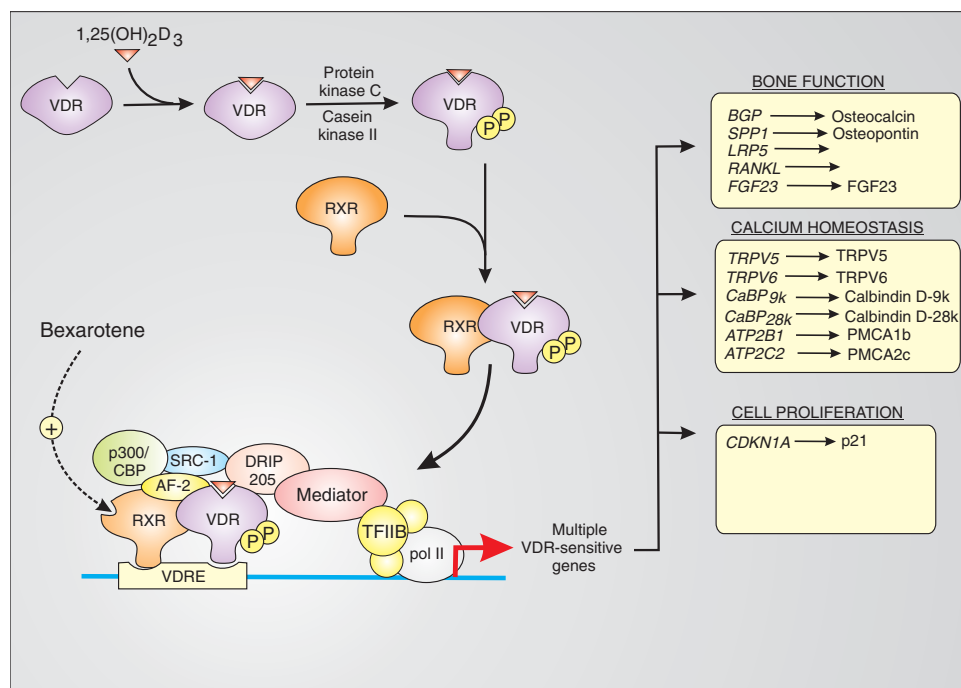 1,25(OH)2D3
VDR
VDR
Protein
kinase C
Casein
kinase II
VDR
P
P
RXR
RXR
VDR
P
P
Bexarotene
+
p300/
CBP
SRC-1
DRIP
205
AF-2
Mediator
RXR
VDR
P
P
TFIIB
pol II
VDRE
Multiple
VDR-sensitive
genes
BONE FUNCTION
BGP Osteocalcin
SPP1 Osteopontin
LRP5
RANKL
FGF23 FGF23
CALCIUM HOMEOSTASIS
TRPV5 TRPV5
TRPV6 TRPV6
CaBP9k Calbindin D-9k
CaBP28k Calbindin D-28k
ATP2B1 PMCA1b
ATP2C2 PMCA2c
CELL PROLIFERATION
CDKN1A p21